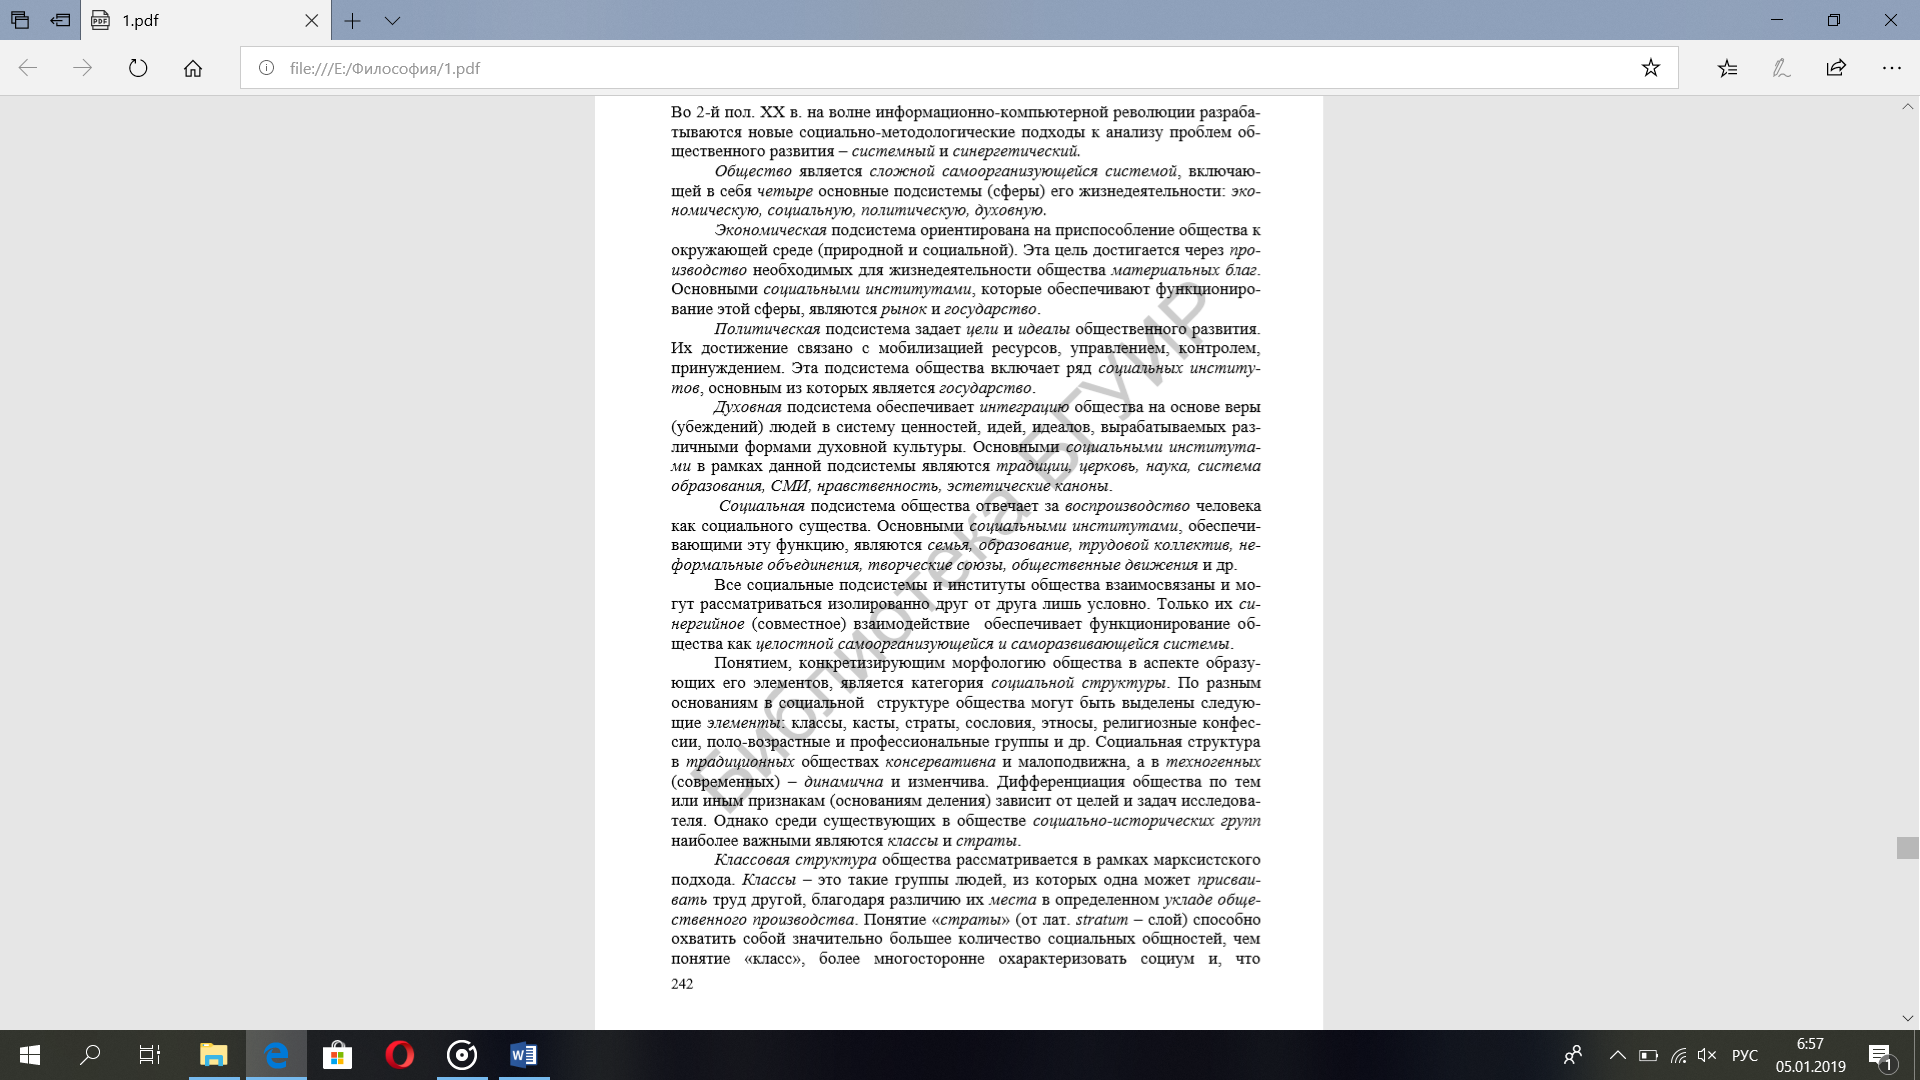 1.pdf
file:///E:/Философия/1.pdf
Во 2-й пол. XX в. на волне информационно-компьютерной революции разраба-
тываются новые социально-методологические подходы к анализу проблем об-
щественного развития – системный и синергетический.
Общество является сложной самоорганизующейся системой, включаю-
щей в себя четыре основные подсистемы (сферы) его жизнедеятельности: эко-
номическую, социальную, политическую, духовную.
Экономическая подсистема ориентирована на приспособление общества к
окружающей среде (природной и социальной). Эта цель достигается через про-
изводство необходимых для жизнедеятельности общества материальных благ.
Основными социальными институтами, которые обеспечивают функциониро-
вание этой сферы, являются рынок и государство.
Политическая подсистема задает цели и идеалы общественного развития.
Их достижение связано с мобилизацией ресурсов, управлением, контролем,
принуждением. Эта подсистема общества включает ряд социальных институ-
тов, основным из которых является государство.
Духовная подсистема обеспечивает интеграцию общества на основе веры
(убеждений) людей в систему ценностей, идей, идеалов, вырабатываемых раз-
личными формами духовной культуры. Основными социальными института-
ми в рамках данной подсистемы являются традиции, церковь, наука, система
образования, СМИ, нравственность, эстетические каноны.
Социальная подсистема общества отвечает за воспроизводство человека
как социального существа. Основными социальными институтами, обеспечи-
вающими эту функцию, являются семья, образование, трудовой коллектив, не-
формальные объединения, творческие союзы, общественные движения и др.
Все социальные подсистемы и институты общества взаимосвязаны и мо-
гут рассматриваться изолированно друг от друга лишь условно. Только их си-
нергийное (совместное) взаимодействие обеспечивает функционирование об-
щества как целостной самоорганизующейся и саморазвивающейся системы.
Понятием, конкретизирующим морфологию общества в аспекте образу-
ющих его элементов, является категория социальной структуры. По разным
основаниям в социальной структуре общества могут быть выделены следую-
щие элементы: классы, касты, страты, сословия, этносы, религиозные конфес-
сии, поло-возрастные и профессиональные группы и др. Социальная структура
в традиционных обществах консервативна и малоподвижна, а в техногенных
(современных) – динамична и изменчива. Дифференциация общества по тем
или иным признакам (основаниям деления) зависит от целей и задач исследова-
теля. Однако среди существующих в обществе социально-исторических групп
наиболее важными являются классы и страты.
Классовая структура общества рассматривается в рамках марксистского
подхода. Классы – это такие группы людей, из которых одна может присваи-
вать труд другой, благодаря различию их места в определенном укладе обще-
ственного производства. Понятие «страты» (от лат. stratum – слой) способно
охватить собой значительно большее количество социальных общностей, чем
понятие «класс», более многосторонне охарактеризовать социум и, что
242
Библиотека БГУИР
РУС
6:57
05.01.2019
1